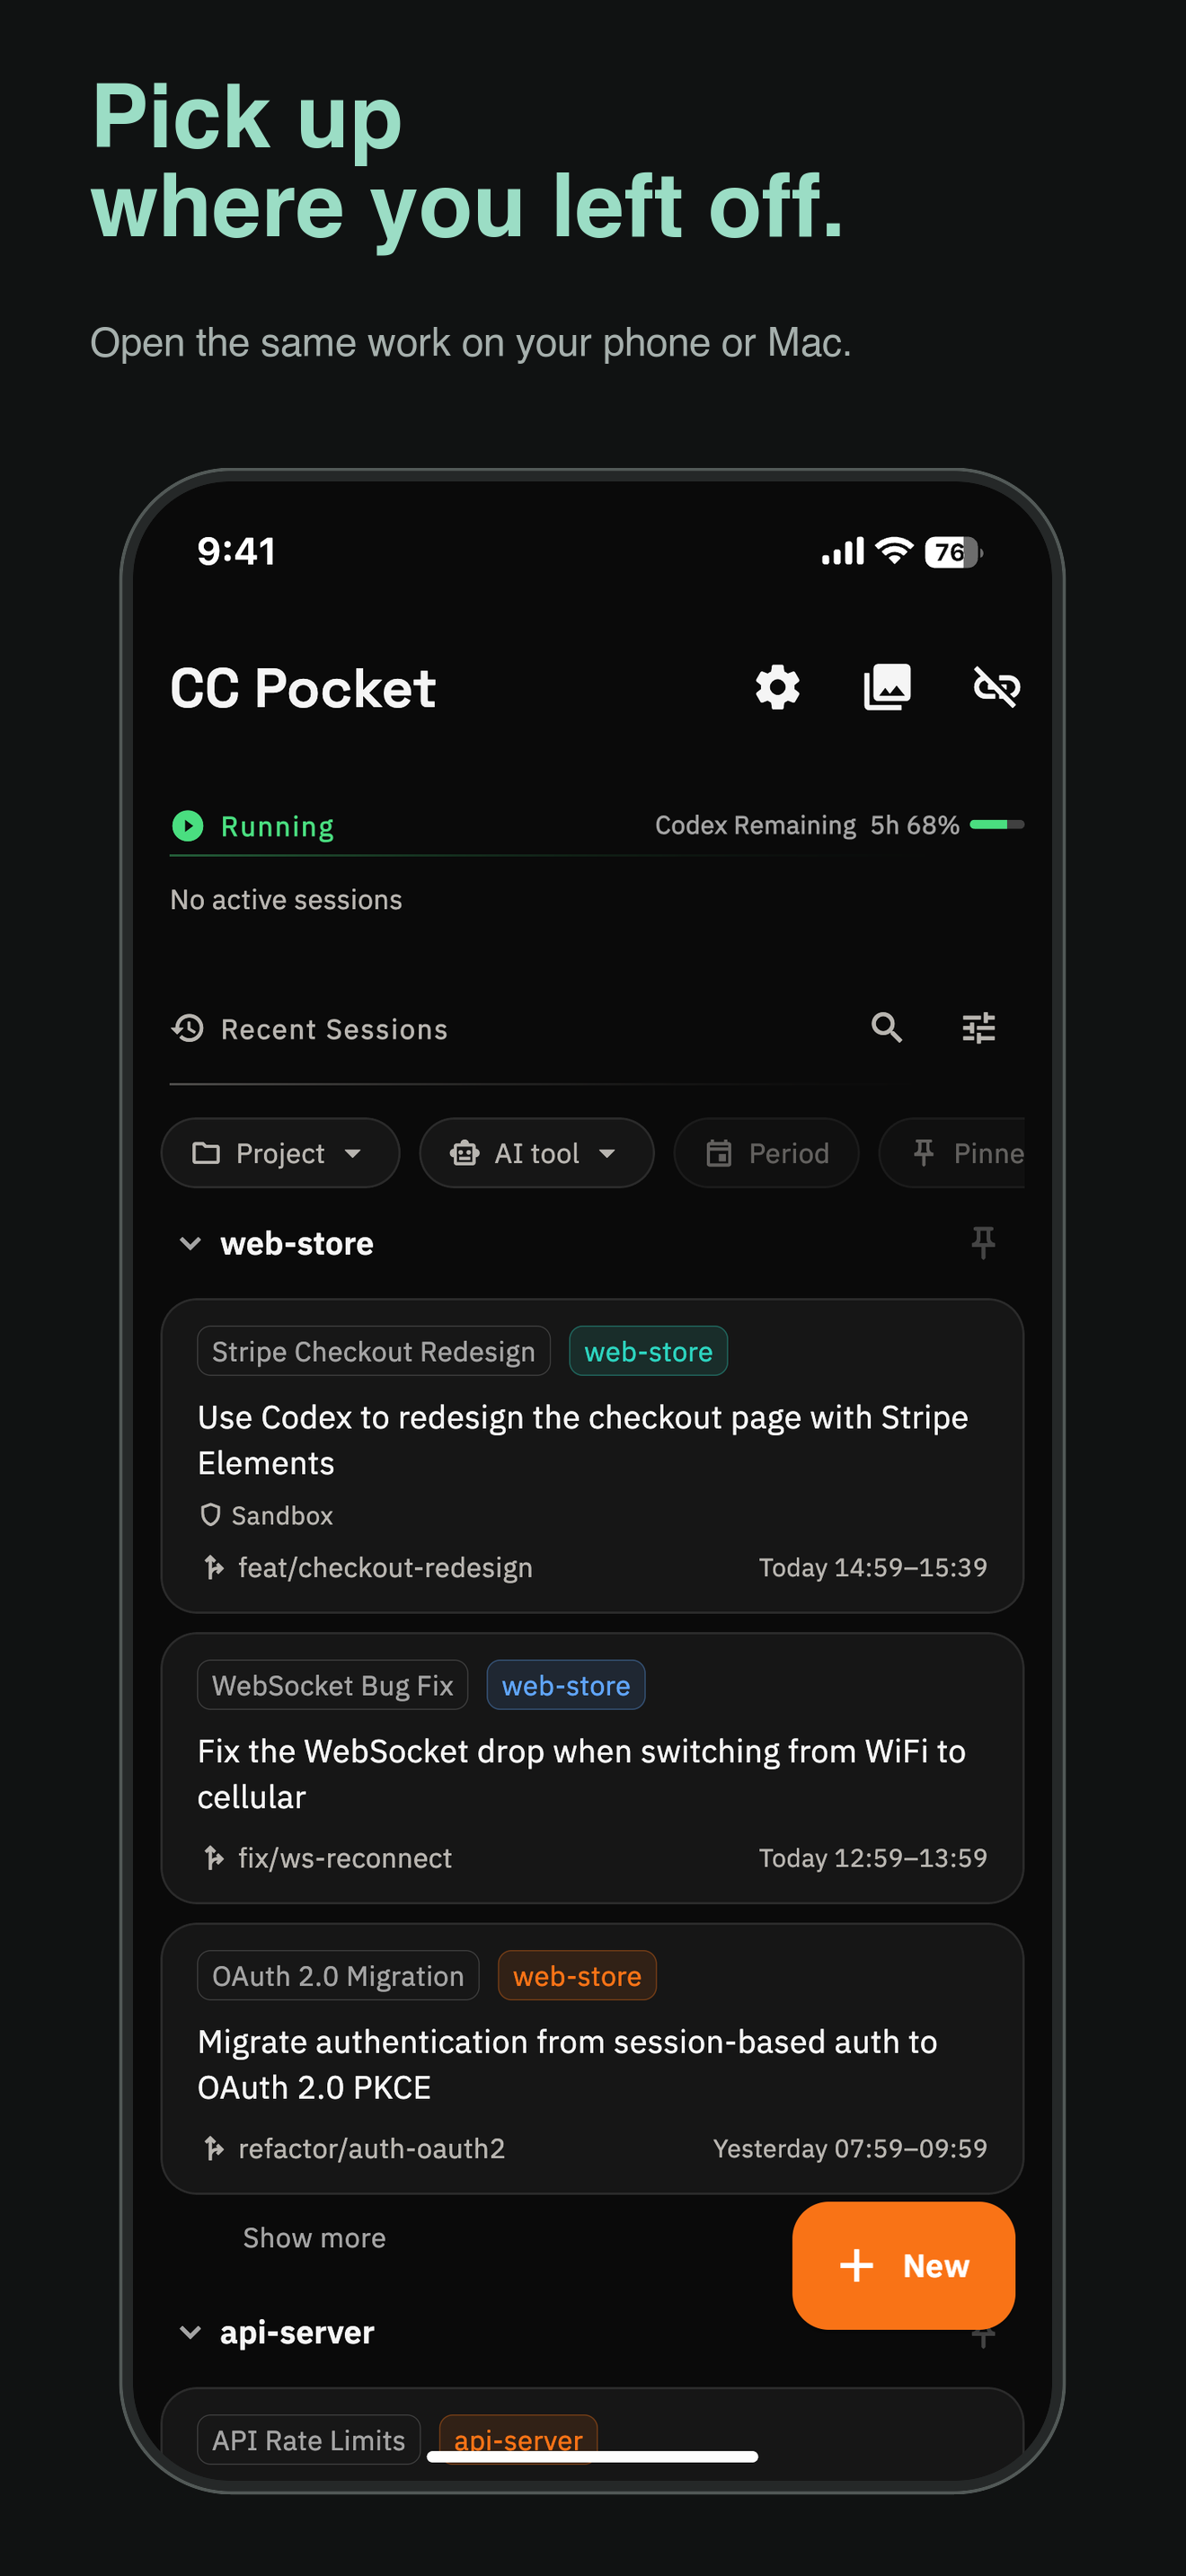 Pick up
where you left off.
Open the same work on your phone or Mac.
9:41
76
CC Pocket
Running
Codex Remaining 5h 68%
No active sessions
Recent Sessions
Project
AI tool
Period
Pinne
web-store
Stripe Checkout Redesign
web-store
Use Codex to redesign the checkout page with Stripe
Elements
Sandbox
feat/checkout-redesign
Today 14:59–15:39
WebSocket Bug Fix
web-store
Fix the WebSocket drop when switching from WiFi to
cellular
fix/ws-reconnect
Today 12:59–13:59
OAuth 2.0 Migration
web-store
Migrate authentication from session-based auth to
OAuth 2.0 PKCE
refactor/auth-oauth2
Yesterday 07:59–09:59
Show more
New
api-server
API Rate Limits
api-server